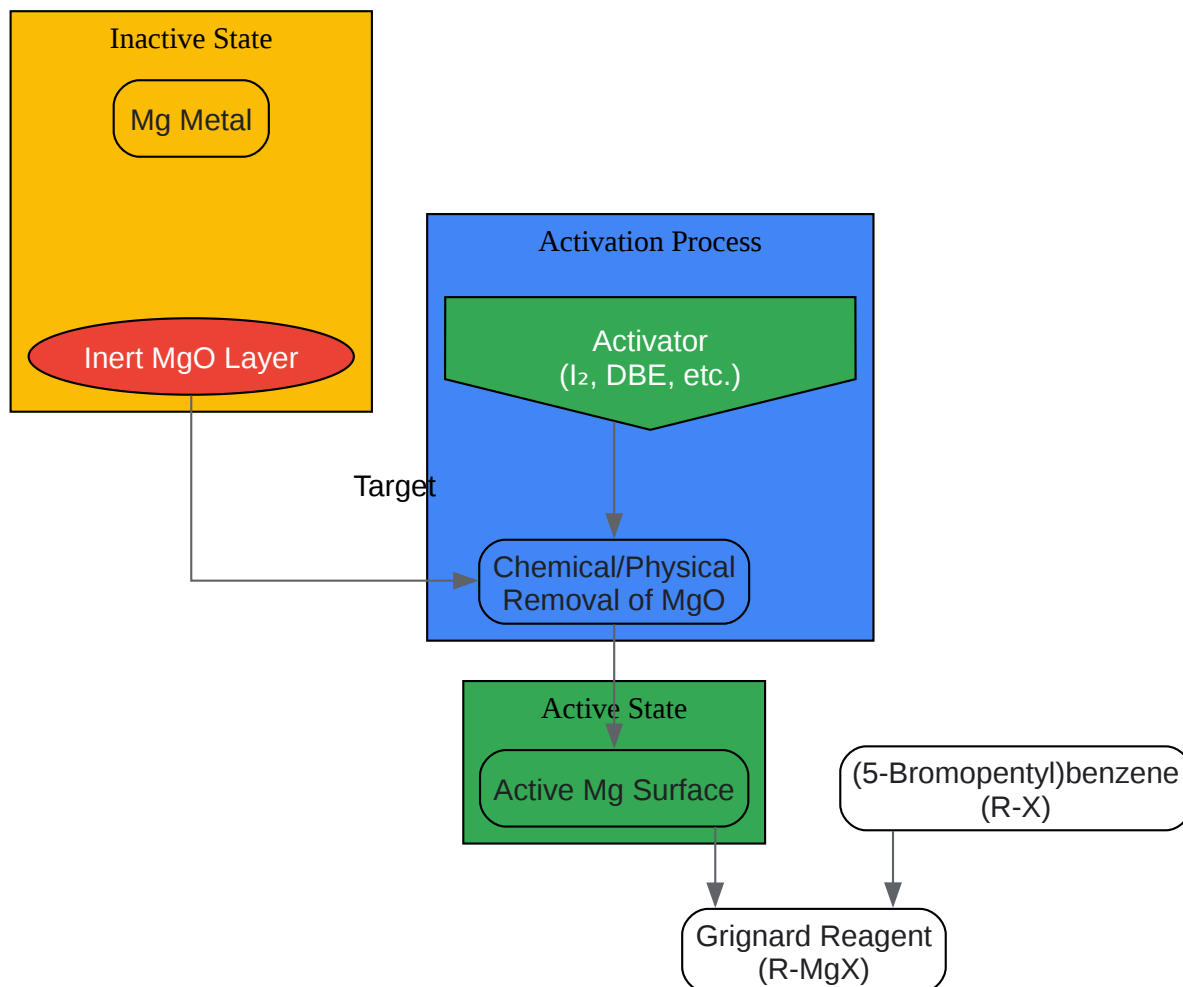 Inactive State
Mg Metal
Inert MgO Layer
Activation Process
Activator
(I₂, DBE, etc.)
Target
Chemical/Physical
Removal of MgO
Active State
Active Mg Surface
(5-Bromopentyl)benzene
(R-X)
Grignard Reagent
(R-MgX)